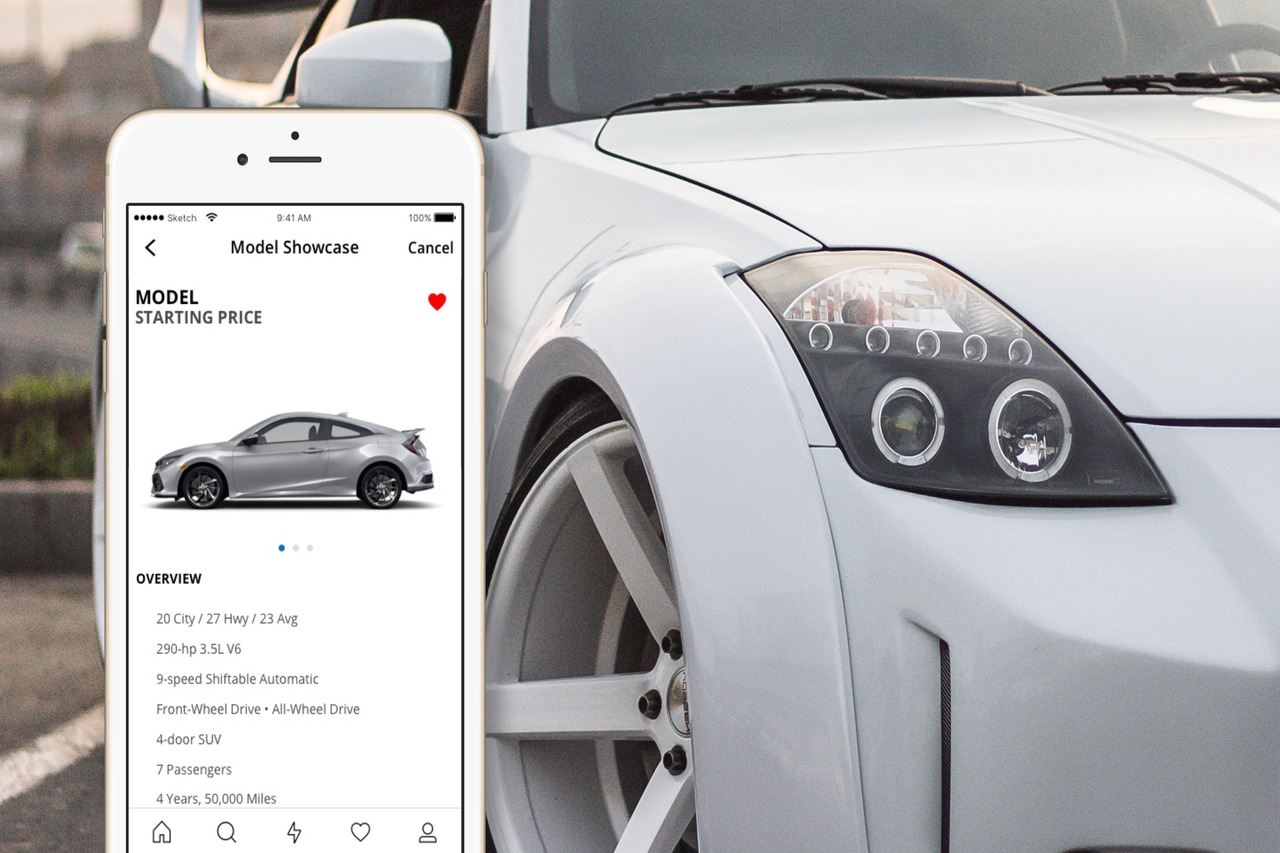 Sketch 9:41 AM 100%
Model Showcase Cancel
MODEL
STARTING PRICE
OVERVIEW
20 City / 27 Hwy / 23 Avg
290-hp 3.5L V6
9-speed Shiftable Automatic
Front-Wheel Drive • All-Wheel Drive
4-door SUV
7 Passengers
4 Years, 50,000 Miles